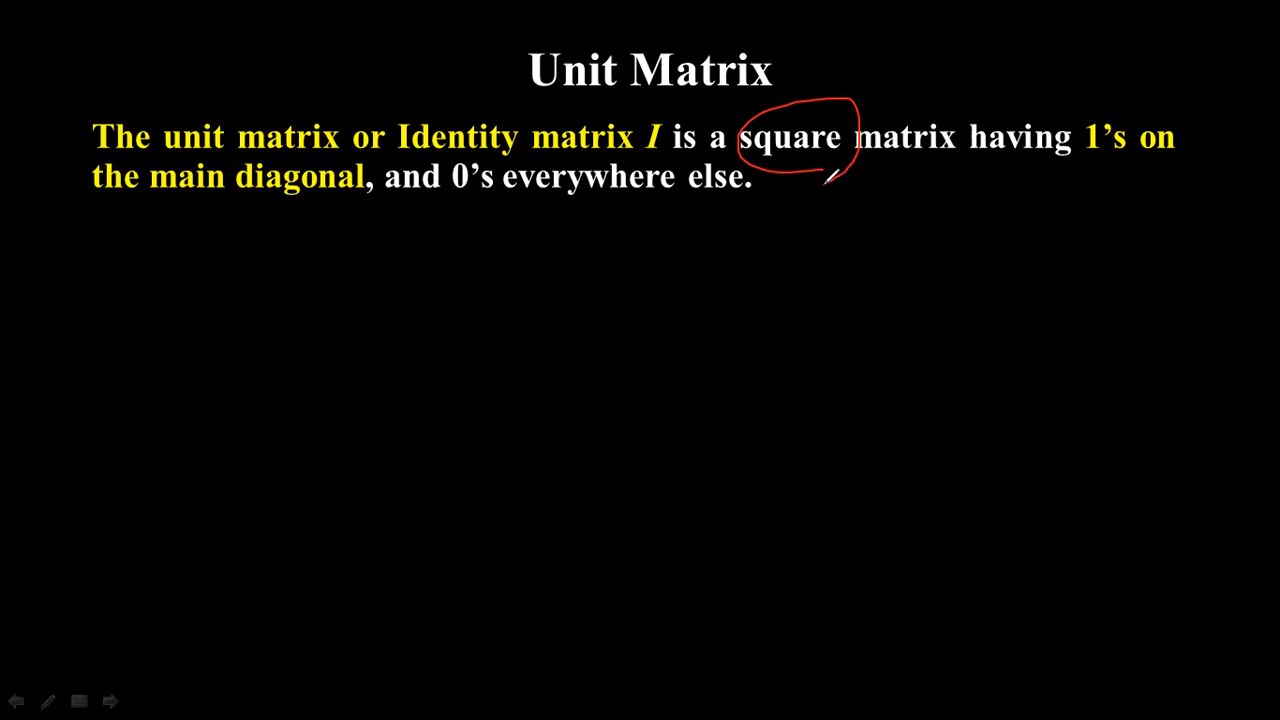 Unit Matrix
The unit matrix or Identity matrix I is a square matrix having 1’s on
the main diagonal, and 0’s everywhere else.